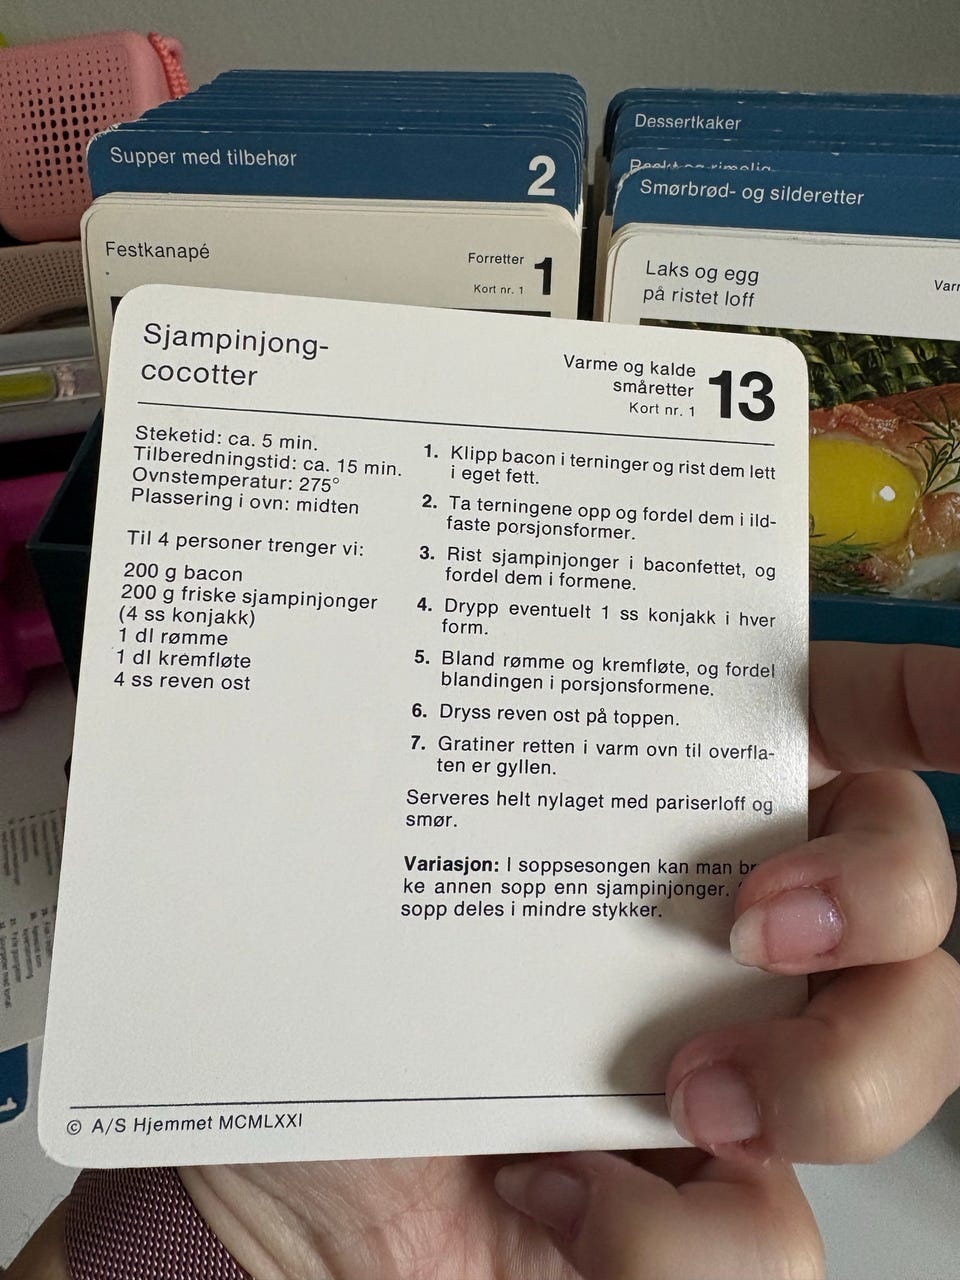 Supper med tilbehør
2
Dessertkaker
Smørbrød- og silderetter
Festkanapé
Forretter
Kort nr. 1
1
Laks og egg
på ristet loff
Sjampinjong-
cocotter
Varme og kalde
småretter
Kort nr. 1
13
Steketid: ca. 5 min.
Tilberedningstid: ca. 15 min.
Ovnstemperatur: 275°
Plassering i ovn: midten
Til 4 personer trenger vi:
200 g bacon
200 g friske sjampinjonger
(4 ss konjakk)
1 dl rømme
1 dl kremfløte
4 ss reven ost
1. Klipp bacon i terninger og rist dem lett
i eget fett.
2. Ta terningene opp og fordel dem i ild-
faste porsjonsformer.
3. Rist sjampinjonger i baconfettet, og
fordel dem i formene.
4. Drypp eventuelt 1 ss konjakk i hver
form.
5. Bland rømme og kremfløte, og fordel
blandingen i porsjonsformene.
6. Dryss reven ost på toppen.
7. Gratiner retten i varm ovn til overfla-
ten er gyllen.
Serveres helt nylaget med pariserloff og
smør.
Variasjon: I soppsesongen kan man
ke annen sopp enn sjampinjonger.
sopp deles i mindre stykker.
© A/S Hjemmet MCMLXXI